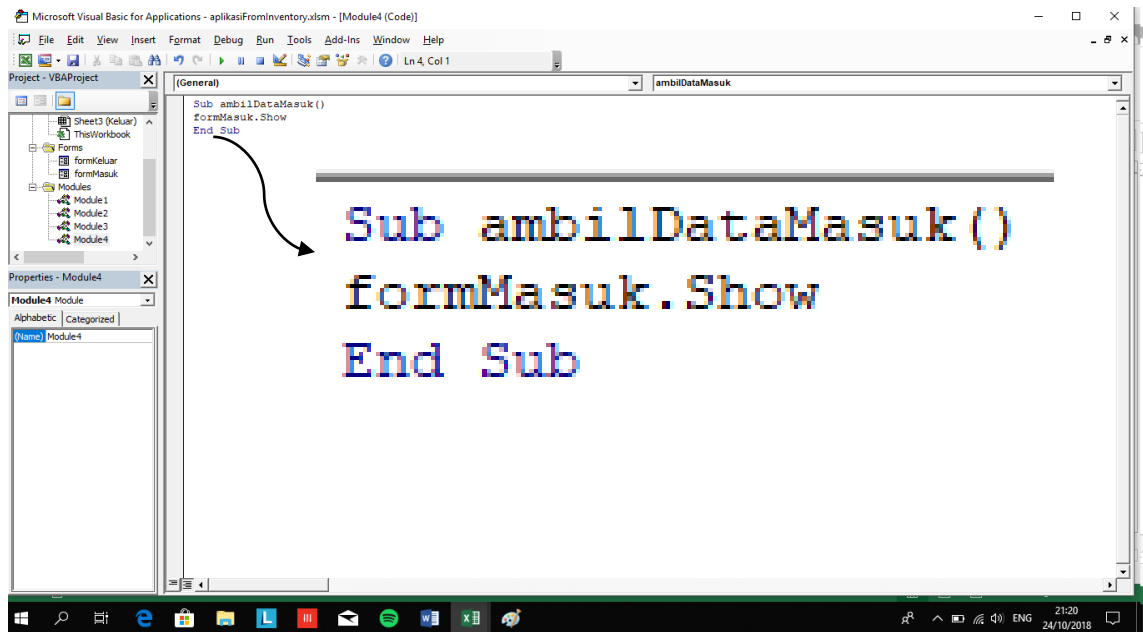 Microsoft Visual Basic for Applications - aplikasiFromInventory.xlsm - [Module4 (Code)]
File Edit View Insert Format Debug Run Tools Add-Ins Window Help
Ln 4, Col 1
Project - VBAProject
(General)
ambilDataMasuk
Sheet3 (Keluar)
ThisWorkbook
Forms
formKeluar
formMasuk
Modules
Module1
Module2
Module3
Module4
Properties - Module4
Module4 Module
Alphabetic Categorized
(Name) Module4
Sub ambilDataMasuk()
formMasuk.Show
End Sub
Sub ambilDataMasuk()
formMasuk.Show
End Sub
ENG
21:20
24/10/2018